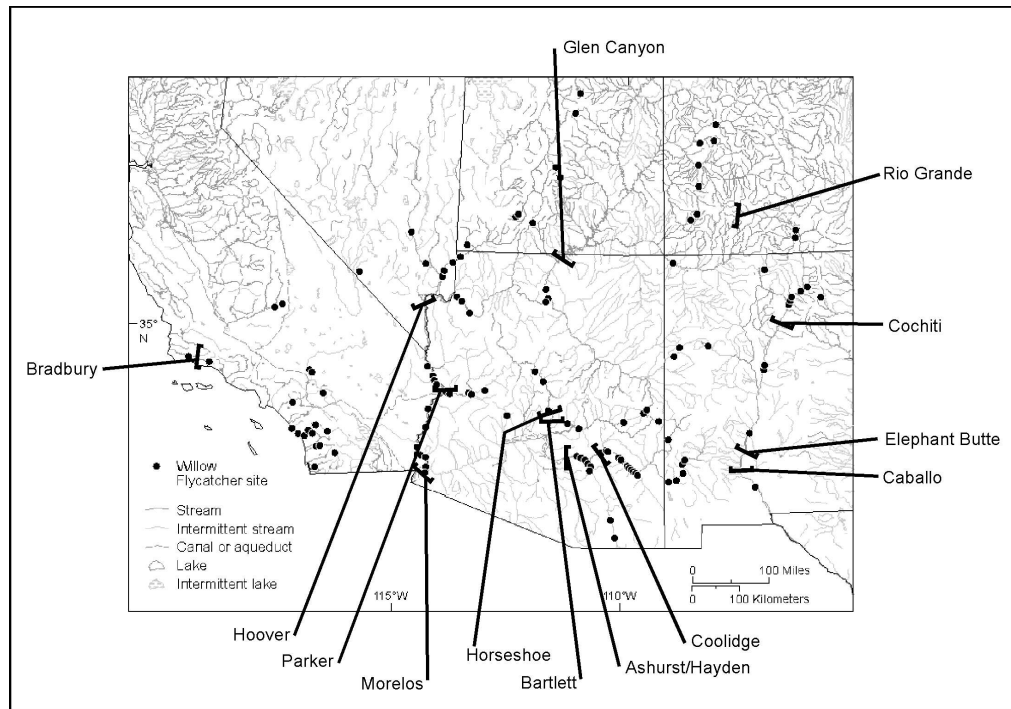 Glen Canyon
Rio Grande
35°
N
Cochiti
Bradbury
Elephant Butte
Caballo
Willow
Flycatcher site
Stream
Intermittent stream
Canal or aqueduct
Lake
Intermittent lake
0 100 Miles
0 100 Kilometers
115°W
110°W
Hoover
Parker
Morelos
Horseshoe
Bartlett
Ashurst/Hayden
Coolidge